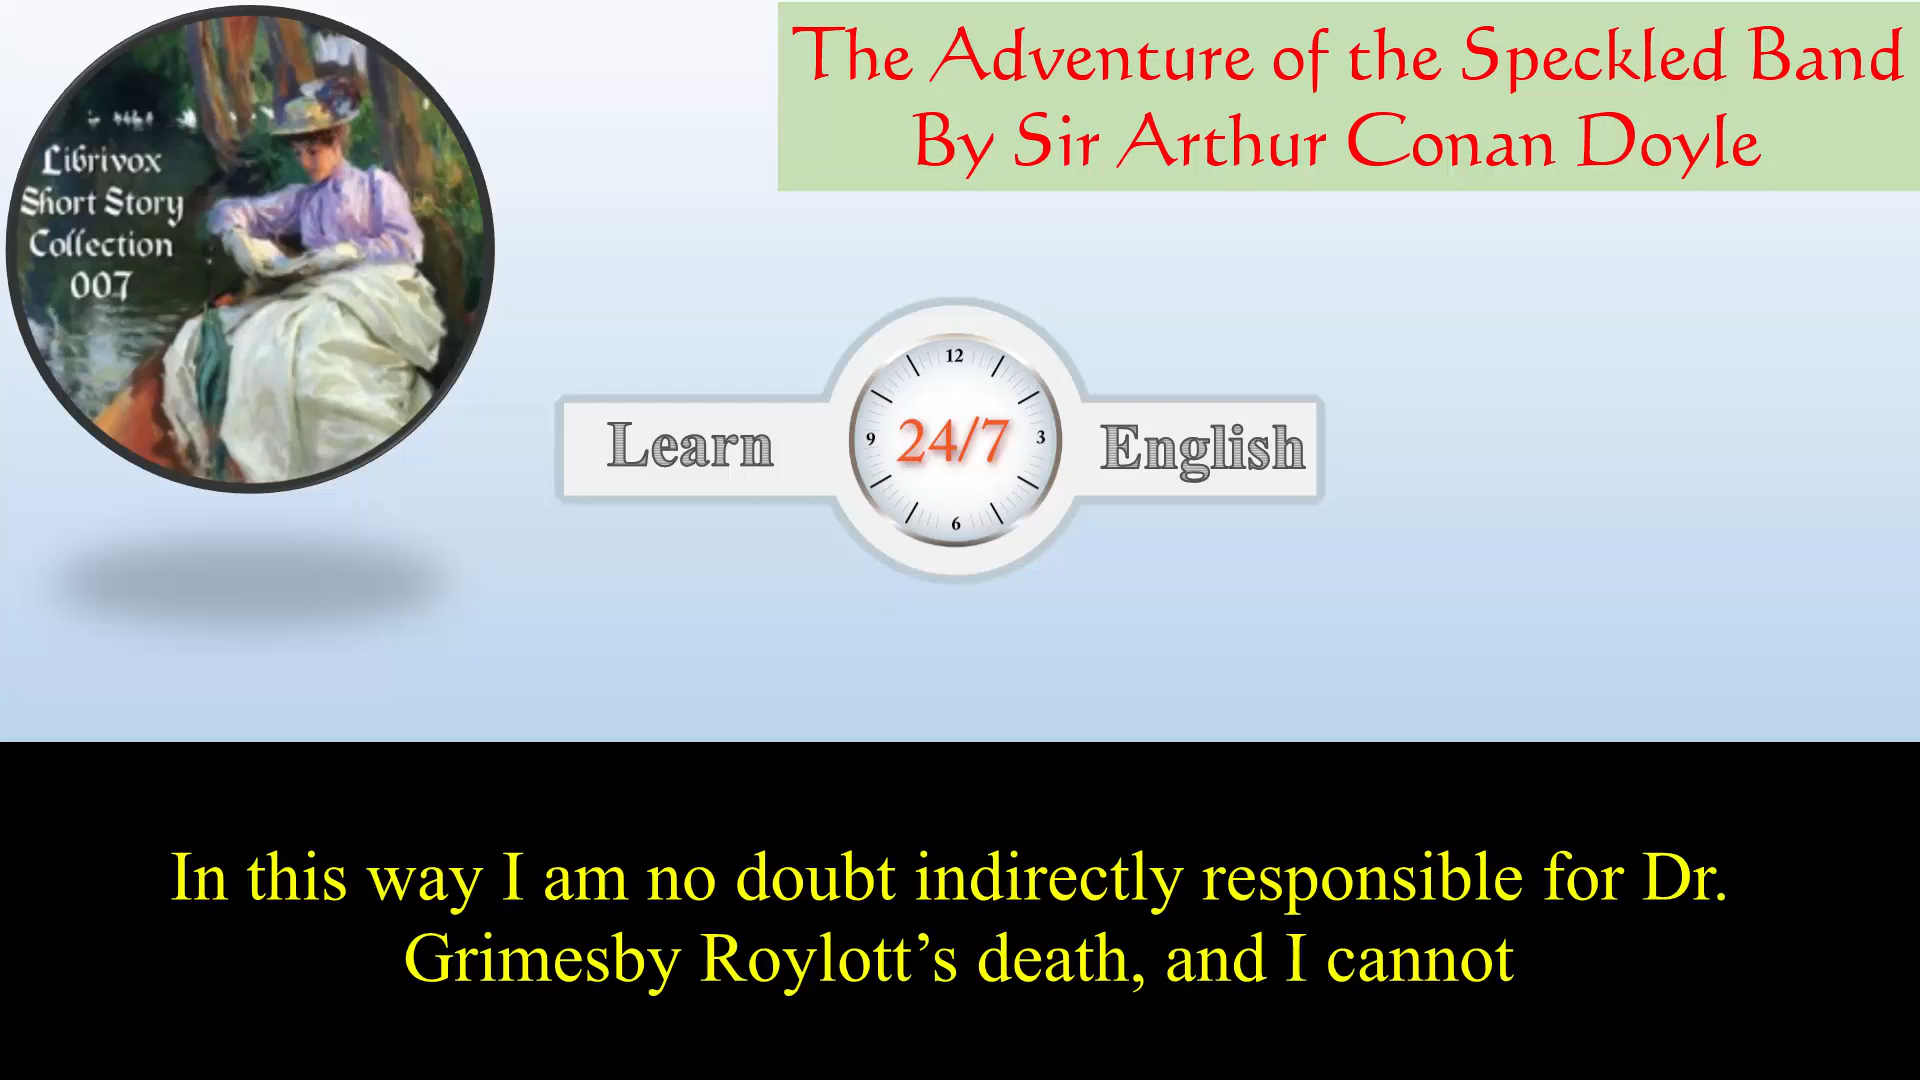 The Adventure of the Speckled Band
By Sir Arthur Conan Doyle
Librivox
Short Story
Collection
007
12
3
6
9
Learn
24/7
English
In this way I am no doubt indirectly responsible for Dr.
Grimesby Roylott’s death, and I cannot